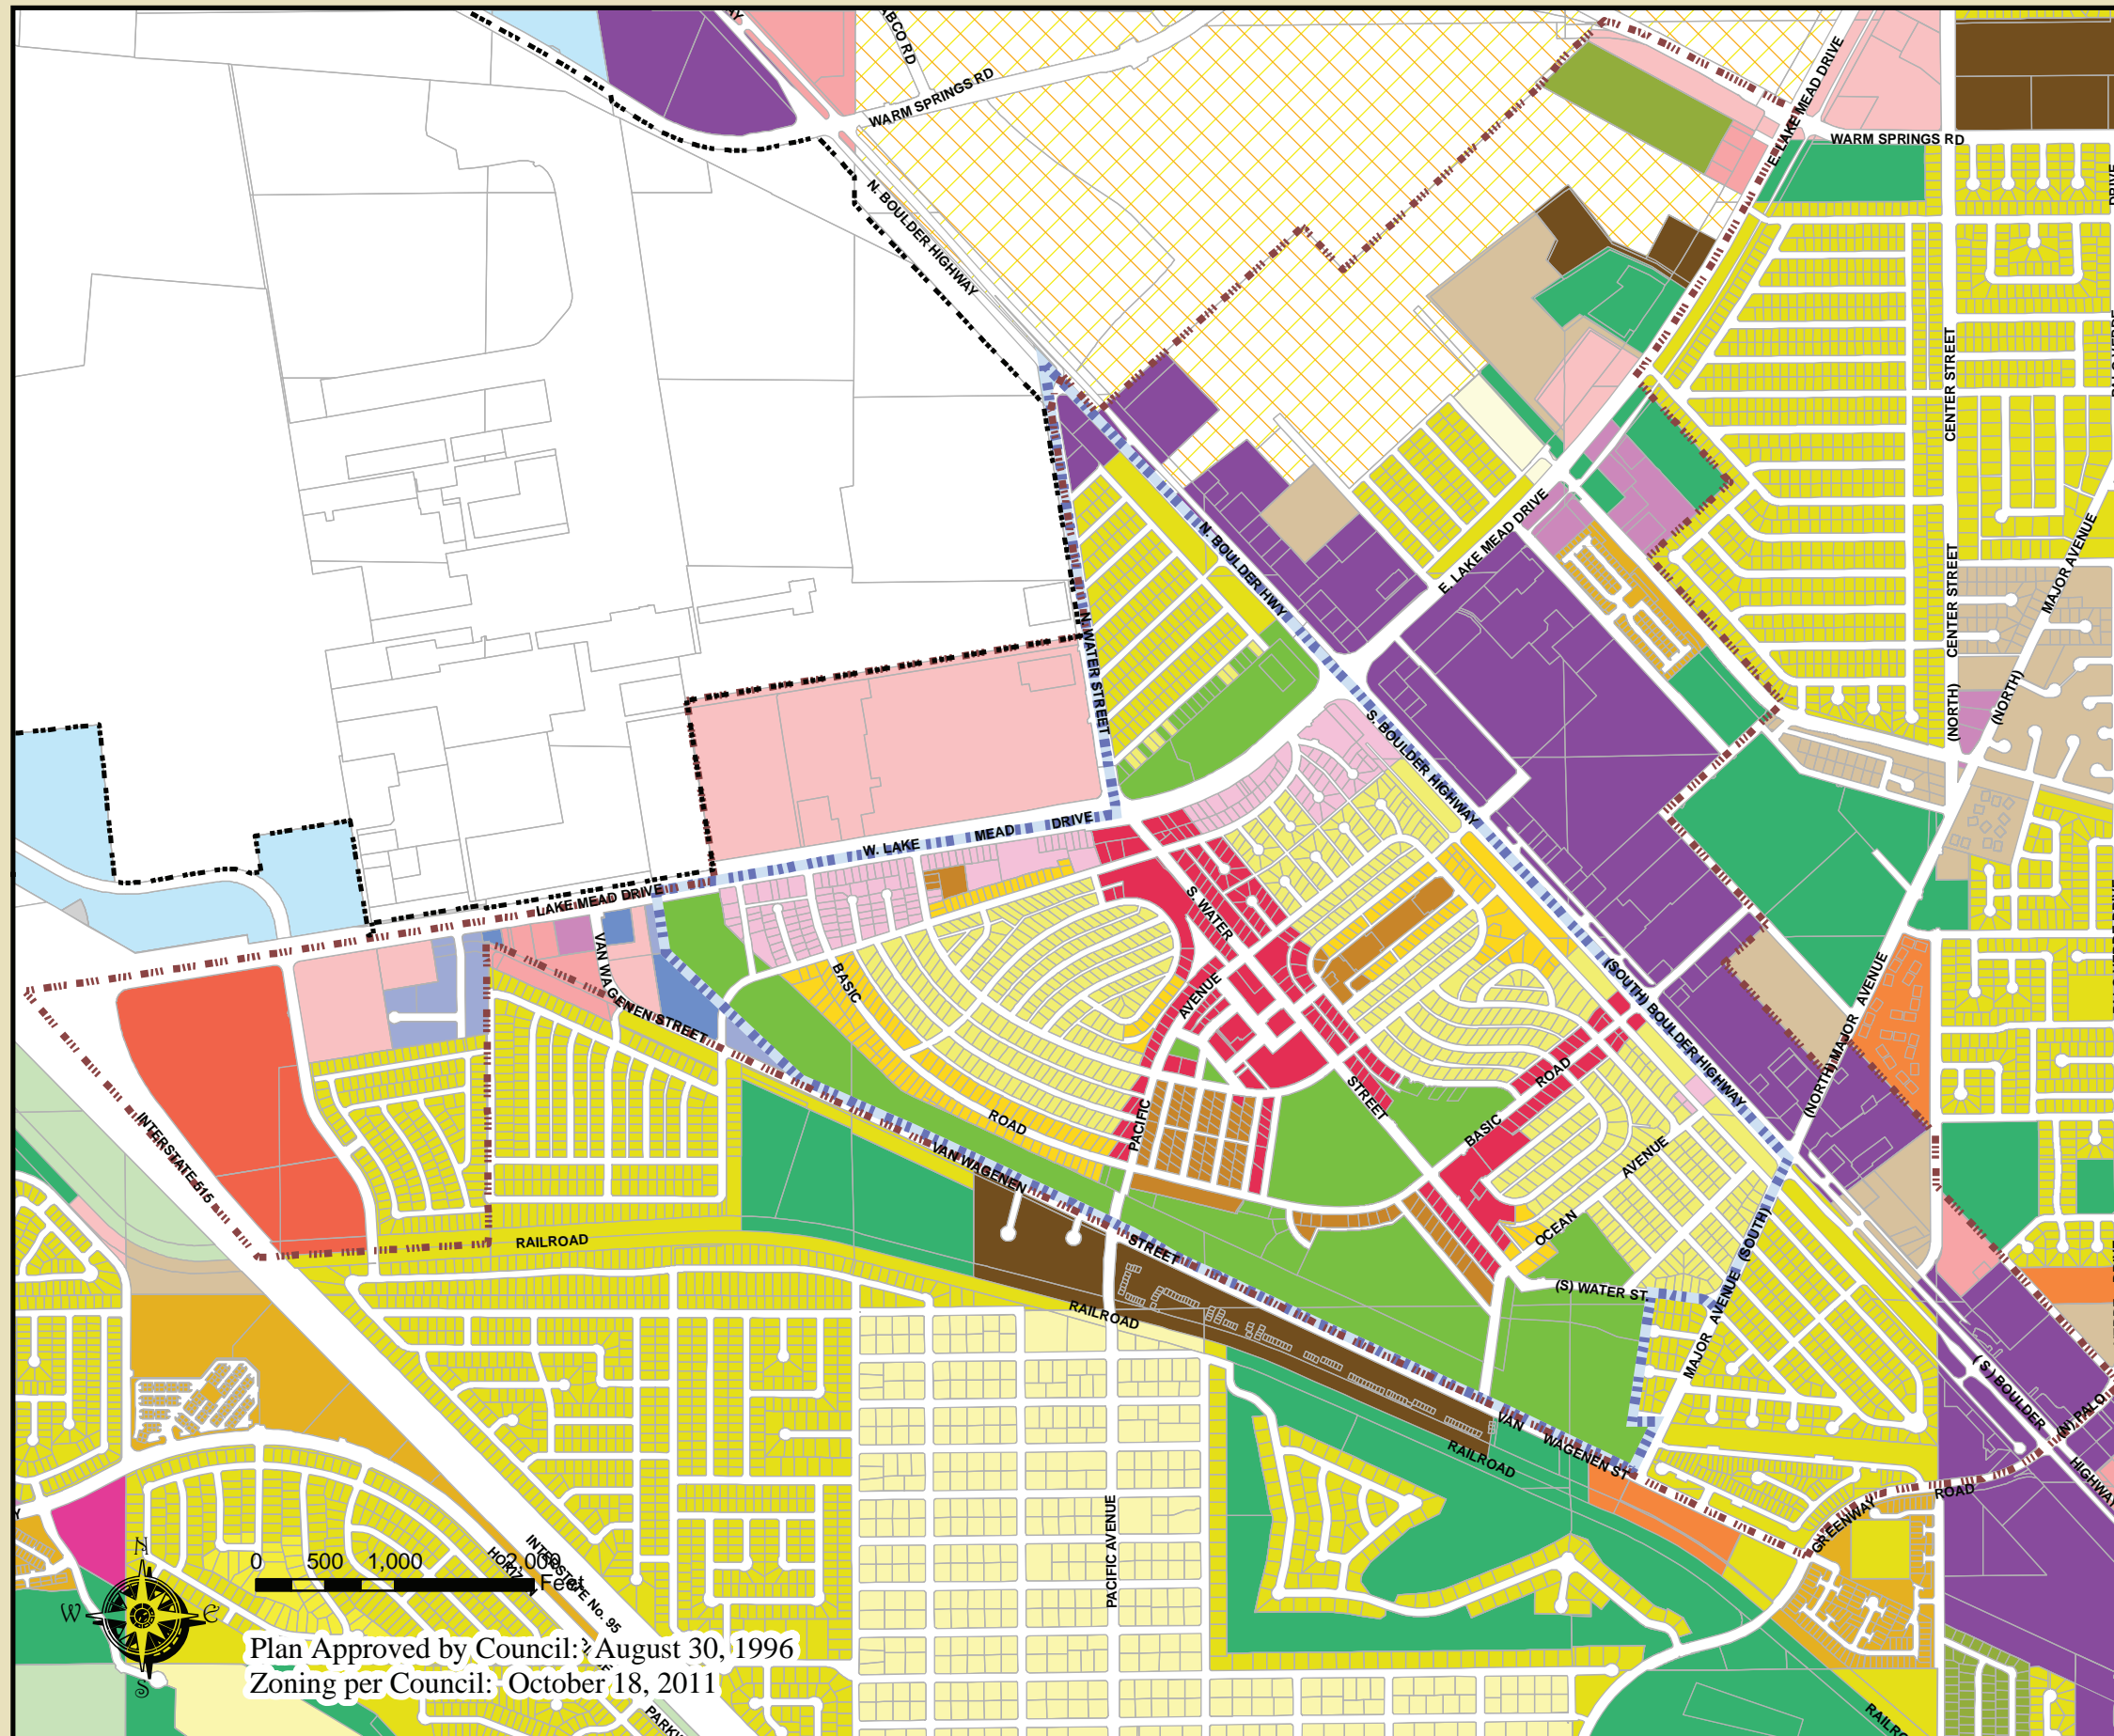 ABCO RD
WARM SPRINGS RD
E. LAKE MEAD DRIVE
WARM SPRINGS RD
DRIVE
N. BOULDER HIGHWAY
CENTER STREET
N. BOULDER HWY
E. LAKE MEAD DRIVE
MAJOR AVENUE
CENTER STREET
(NORTH)
(NORTH)
N. WATER STREET
S. BOULDER HIGHWAY
W. LAKE MEAD DRIVE
LAKE MEAD DRIVE
S. WATER
STREET
VAN WAGENEN STREET
BASIC
ROAD
AVENUE
PACIFIC
(SOUTH) BOULDER HIGHWAY
(NORTH) MAJOR AVENUE
BASIC
ROAD
OCEAN
AVENUE
INTERSTATE 515
VAN WAGENEN
STREET
RAILROAD
RAILROAD
(S) WATER ST.
MAJOR AVENUE (SOUTH)
(S) BOULDER
HIGHWAY
(N) PALO
VAN WAGENEN ST
RAILROAD
GREENWAY
ROAD
PACIFIC AVENUE
INTERSTATE No. 95
N
W
E
S
0 500 1,000 2,000
Feet
Plan Approved by Council: August 30, 1996
Zoning per Council: October 18, 2011